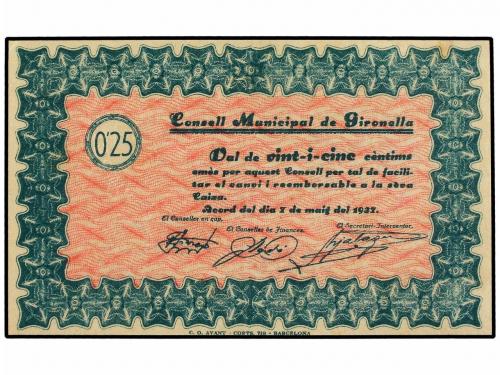 Consell Municipal de Gironella
0'25
Val de vint-i-cinc cèntims
amès per aquest Consell per tal de facili-
tar el canvi i reemborsable a la seva
Caixa.
Acord del dia 7 de maig del 1937.
El Conseller en cap,
El Conseller de Finances,
El Secretari-Interventor,
C. O. AVANT - CORTS, 719 - BARCELONA